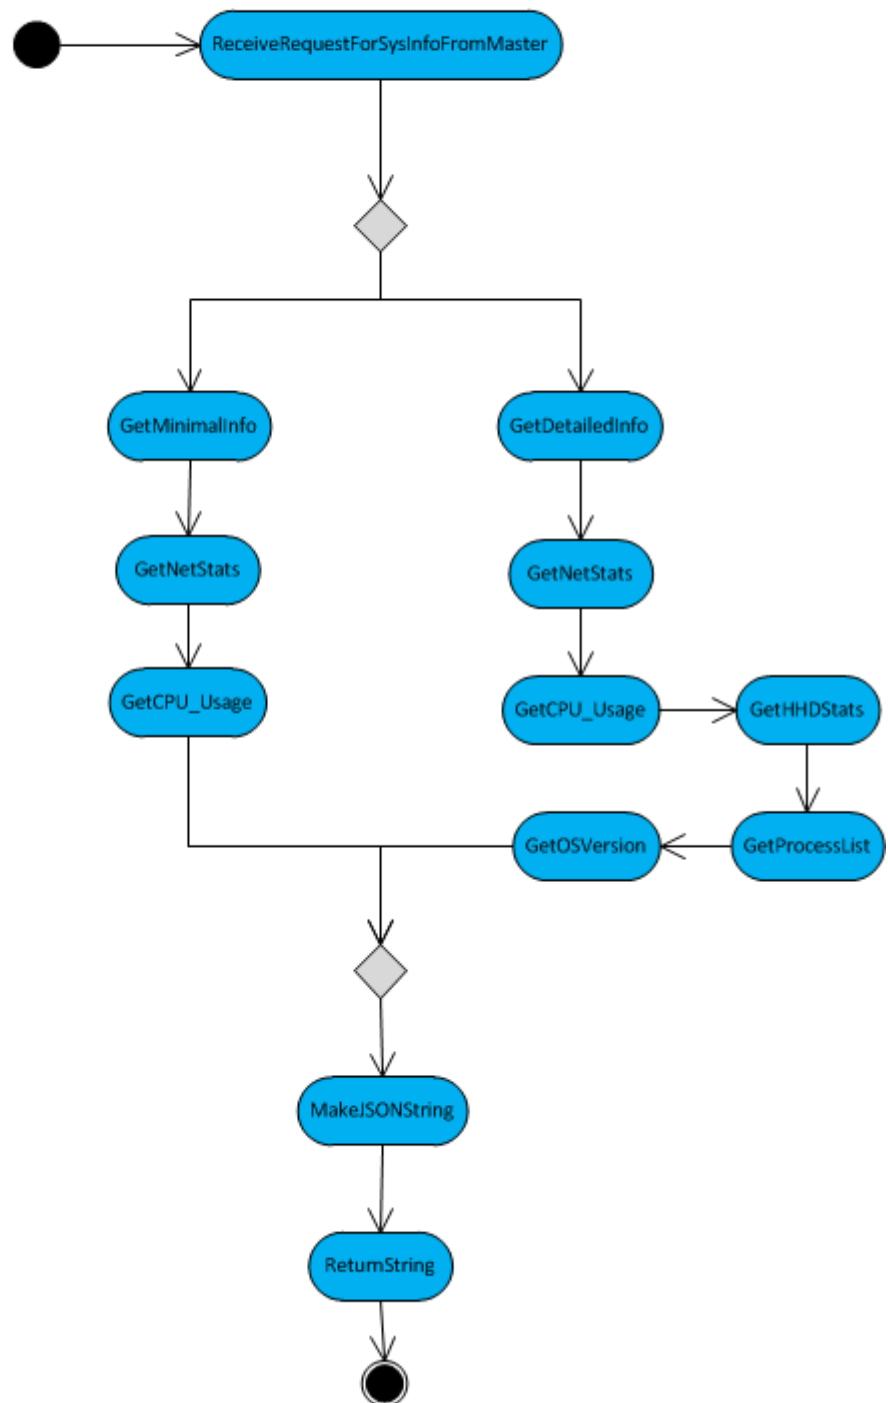 ReceiveRequestForSysInfoFromMaster
GetMinimalInfo
GetDetailedInfo
GetNetStats
GetNetStats
GetCPU_Usage
GetCPU_Usage
GetHHDStats
GetOSVersion
GetProcessList
MakeJSONString
ReturnString